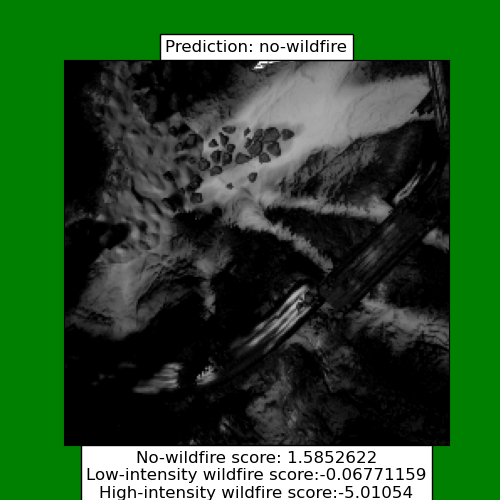 Prediction: no-wildfire
No-wildfire score: 1.5852622
Low-intensity wildfire score:-0.06771159
High-intensity wildfire score:-5.01054